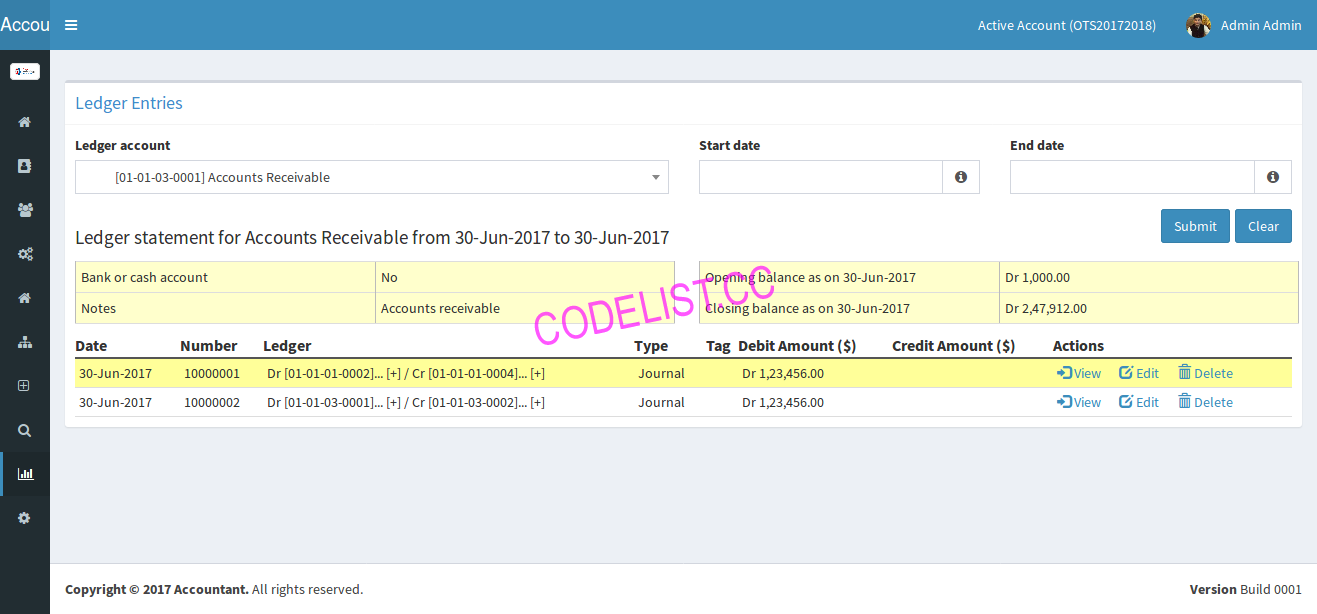 Accou
Active Account (OTS20172018) Admin Admin
Ledger Entries
Ledger account Start date End date
[01-01-03-0001] Accounts Receivable
Submit Clear
Ledger statement for Accounts Receivable from 30-Jun-2017 to 30-Jun-2017
Bank or cash account No Opening balance as on 30-Jun-2017 Dr 1,000.00
Notes Accounts receivable Closing balance as on 30-Jun-2017 Dr 2,47,912.00
CODELIST.CC
Date Number Ledger Type Tag Debit Amount ($) Credit Amount ($) Actions
30-Jun-2017 10000001 Dr [01-01-01-0002]... [+] / Cr [01-01-01-0004]... [+] Journal Dr 1,23,456.00 View Edit Delete
30-Jun-2017 10000002 Dr [01-01-03-0001]... [+] / Cr [01-01-03-0002]... [+] Journal Dr 1,23,456.00 View Edit Delete
Copyright © 2017 Accountant. All rights reserved. Version Build 0001